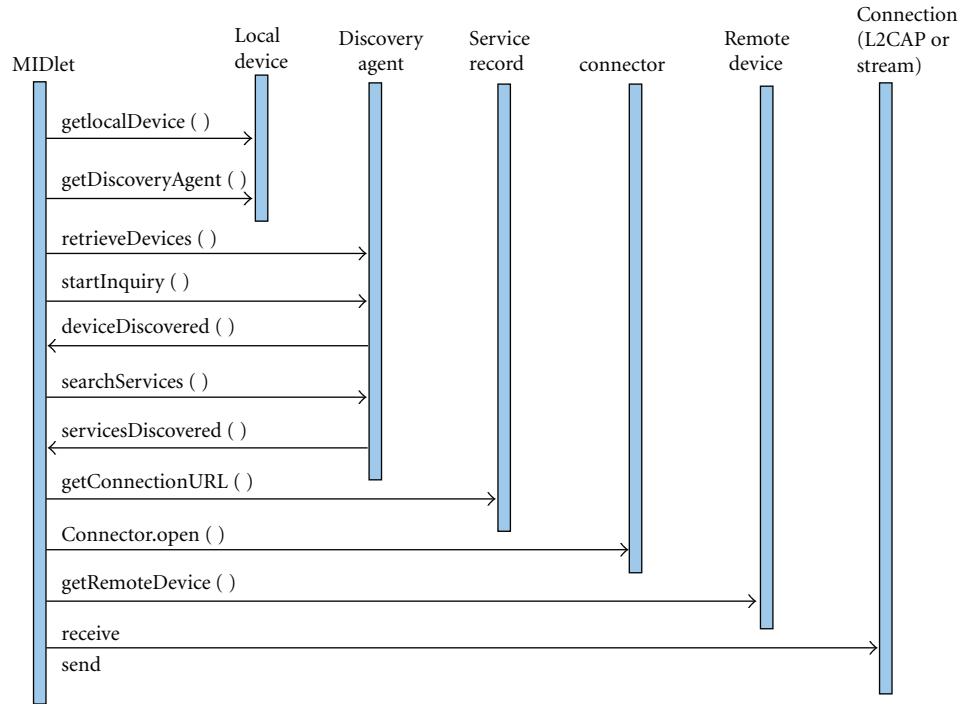 MIDlet
Local
device
Discovery
agent
Service
record
connector
Remote
device
Connection
(L2CAP or
stream)
getlocalDevice ( )
getDiscoveryAgent ( )
retrieveDevices ( )
startInquiry ( )
deviceDiscovered ( )
searchServices ( )
servicesDiscovered ( )
getConnectionURL ( )
Connector.open ( )
getRemoteDevice ( )
receive
send